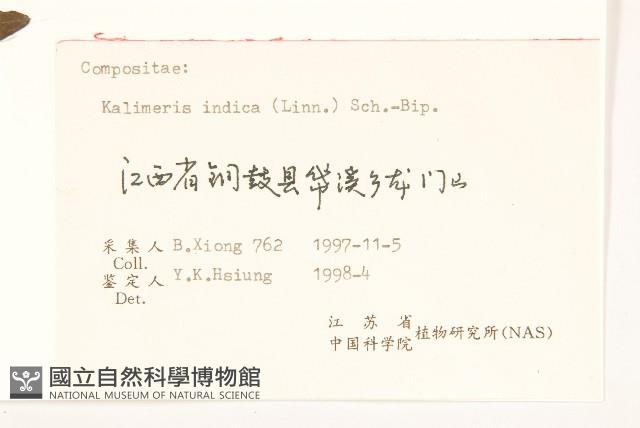 Compositae:
Kalimeris indica (Linn.) Sch.-Bip.
江西省铜鼓县带溪乡龙门山
采集人 B.Xiong 762 1997-11-5
Coll.
鉴定人 Y.K.Hsiung 1998-4
Det.
江苏省
中国科学院 植物研究所(NAS)
國立自然科學博物館
NATIONAL MUSEUM OF NATURAL SCIENCE